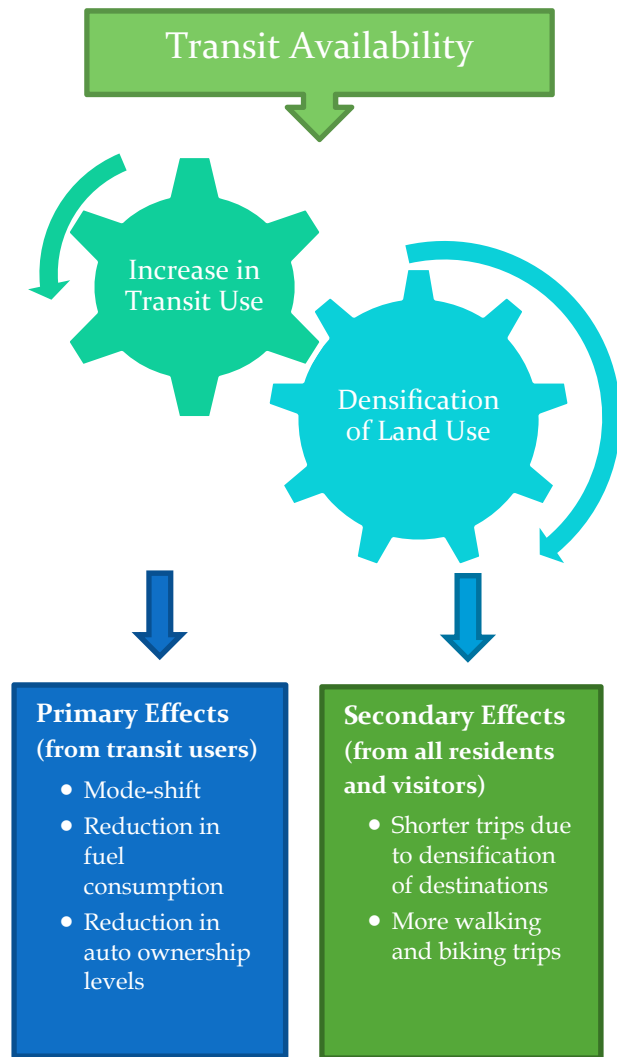 Transit Availability
Increase in
Transit Use
Densification
of Land Use
Primary Effects
(from transit users)
• Mode-shift
• Reduction in
fuel
consumption
• Reduction in
auto ownership
levels
Secondary Effects
(from all residents
and visitors)
• Shorter trips due
to densification
of destinations
• More walking
and biking trips